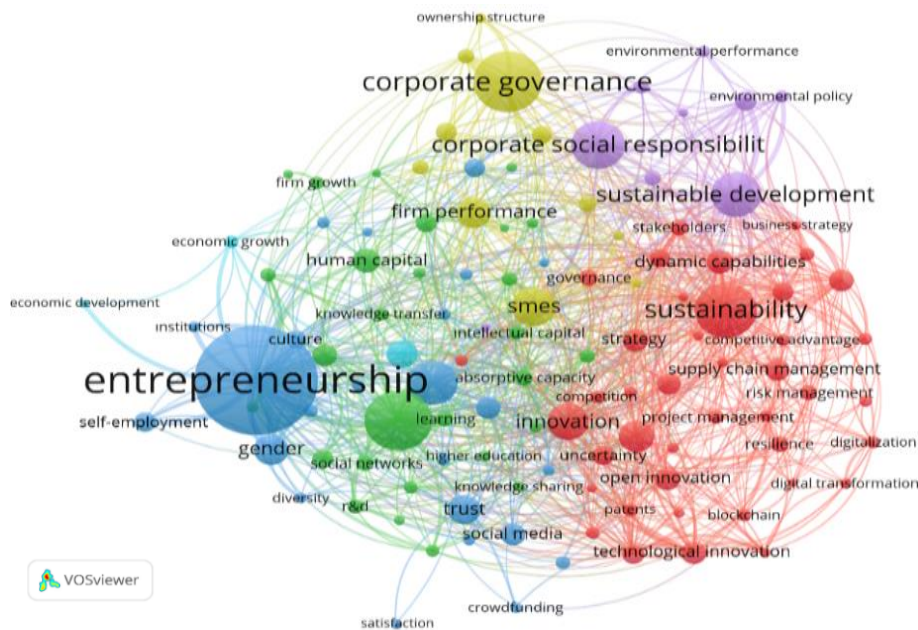 ownership structure
environmental performance
corporate governance
environmental policy
corporate social responsibilit
firm growth
sustainable development
firm performance
stakeholders
business strategy
economic growth
human capital
dynamic capabilities
governance
economic development
knowledge transfer
smes
sustainability
institutions
culture
intellectual capital
strategy
competitive advantage
entrepreneurship
absorptive capacity
supply chain management
competition
risk management
self-employment
learning
innovation
project management
gender
resilience
digitalization
social networks
higher education
uncertainty
open innovation
digital transformation
diversity
r&d
knowledge sharing
trust
patents
blockchain
social media
technological innovation
VOSviewer
crowdfunding
satisfaction